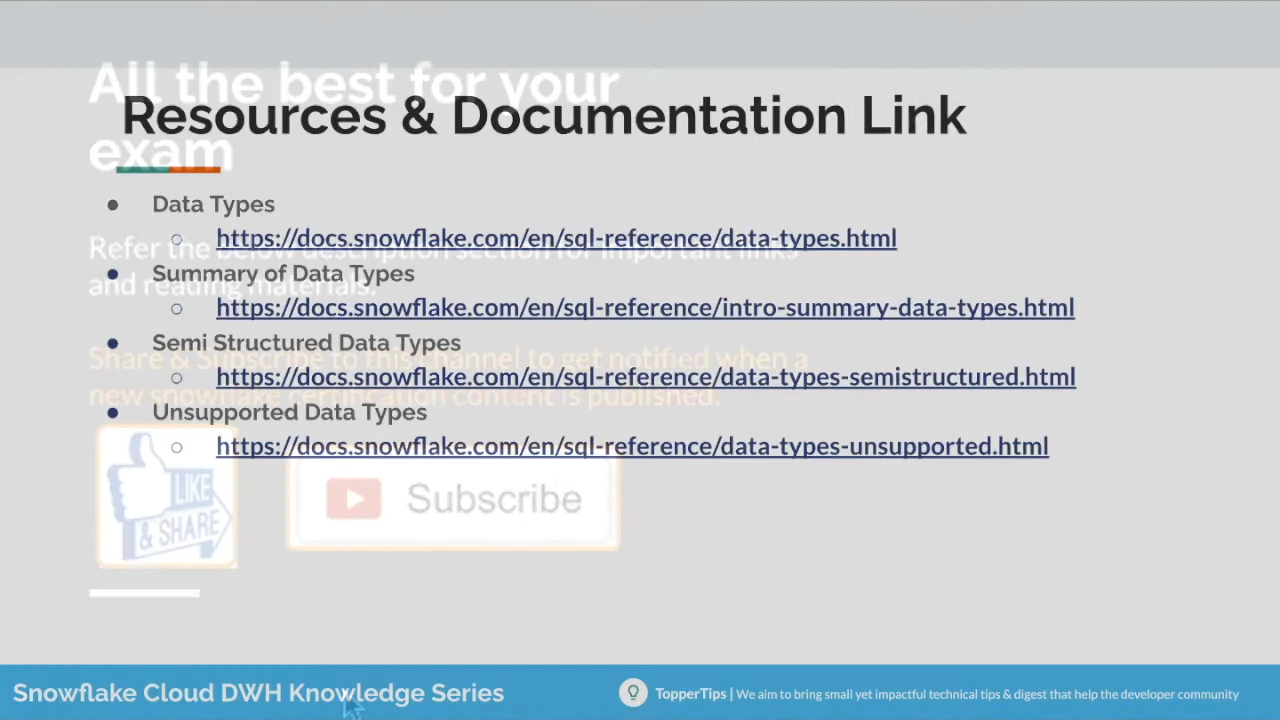 All the best for your
exam
Resources & Documentation Link
● Data Types
○ https://docs.snowflake.com/en/sql-reference/data-types.html
Refer the below description section for important links
and reading materials.
● Summary of Data Types
○ https://docs.snowflake.com/en/sql-reference/intro-summary-data-types.html
● Semi Structured Data Types
Share & Subscribe to this channel to get notified when a
new snowflake certification content is published.
○ https://docs.snowflake.com/en/sql-reference/data-types-semistructured.html
● Unsupported Data Types
○ https://docs.snowflake.com/en/sql-reference/data-types-unsupported.html
LIKE
& SHARE
Subscribe
Snowflake Cloud DWH Knowledge Series
TopperTips | We aim to bring small yet impactful technical tips & digest that help the developer community